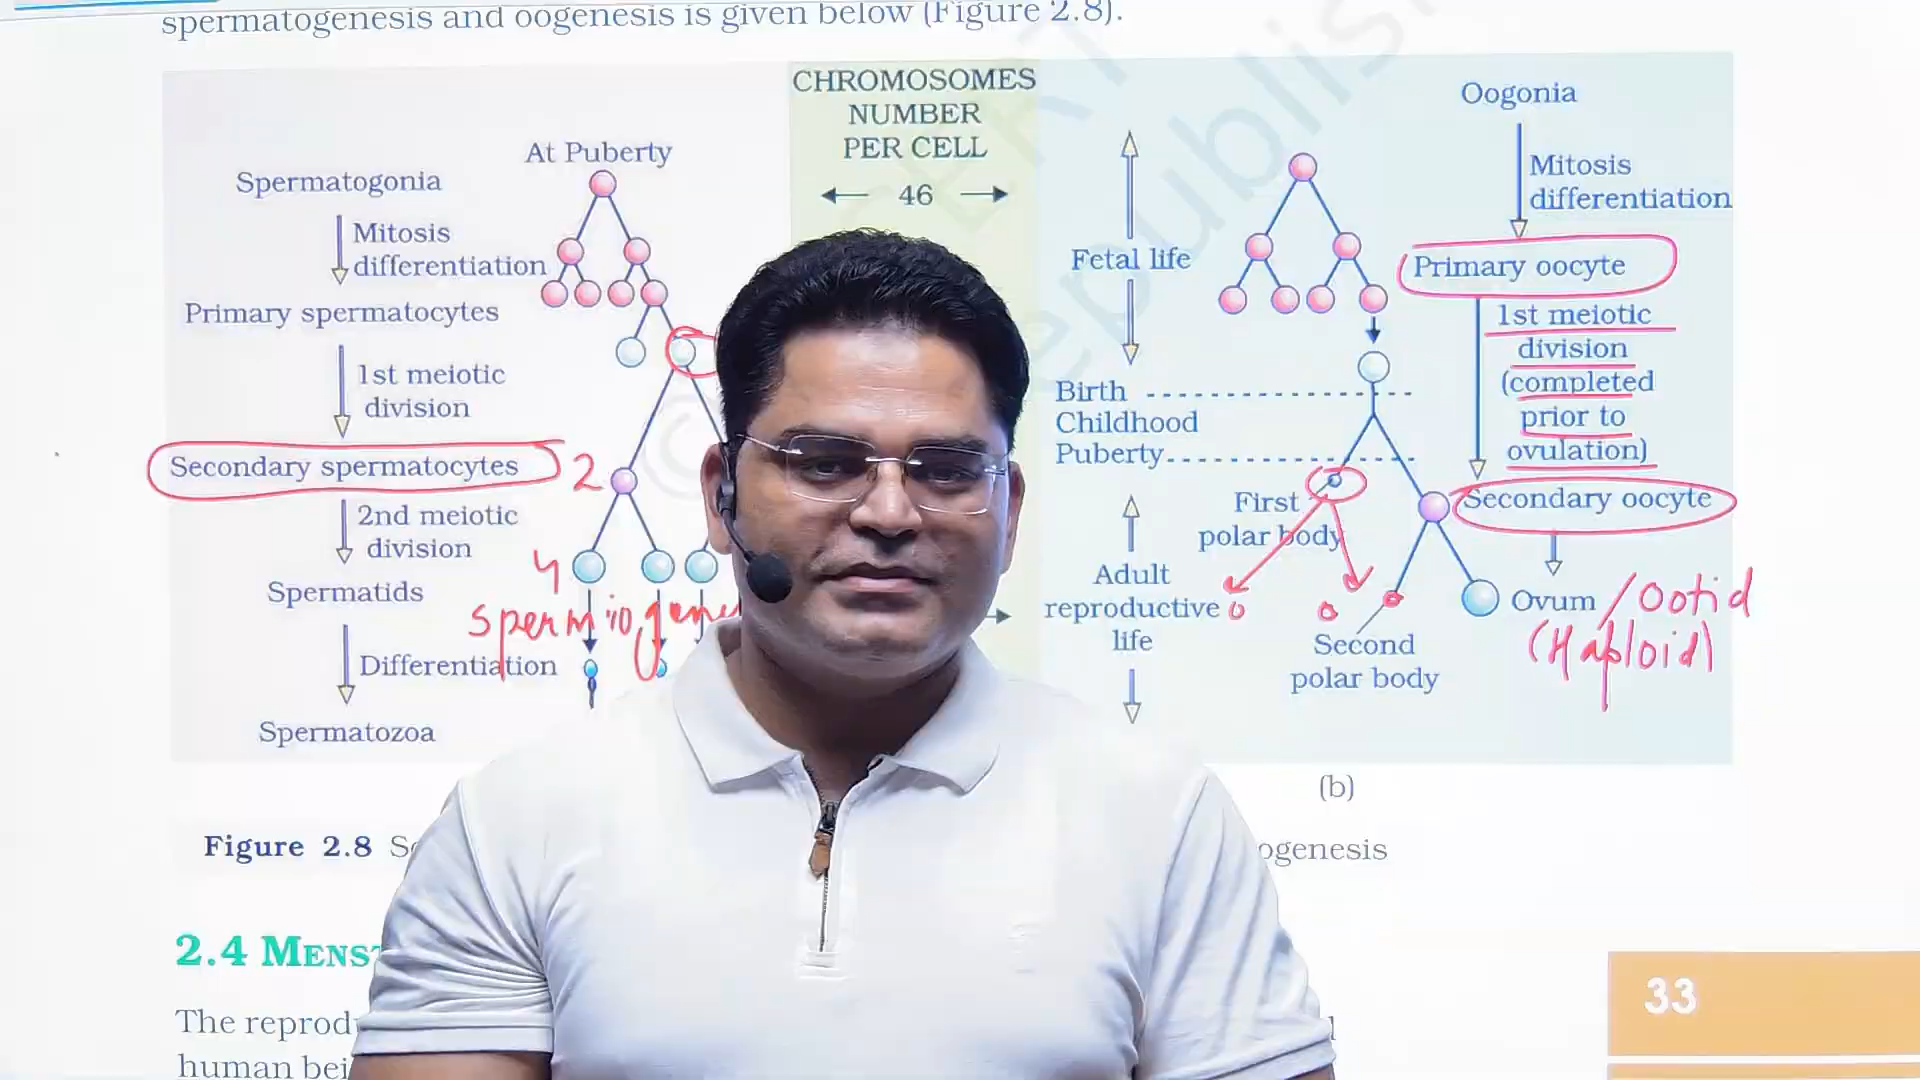 spermatogenesis and oogenesis is given below (Figure 2.8).
CHROMOSOMES
NUMBER
PER CELL
46
At Puberty
Spermatogonia
Mitosis
differentiation
Primary spermatocytes
1st meiotic
division
Secondary spermatocytes
2
2nd meiotic
division
4
Spermatids
spermiogene
Differentiation
Spermatozoa
Fetal life
Birth
Childhood
Puberty
Adult
reproductive
life
Oogonia
Mitosis
differentiation
Primary oocyte
1st meiotic
division
(completed
prior to
ovulation)
Secondary oocyte
First
polar body
Second
polar body
Ovum /Ootid
(Haploid)
(b)
Figure 2.8
ogenesis
2.4 MENS
The reprod
human bei
33